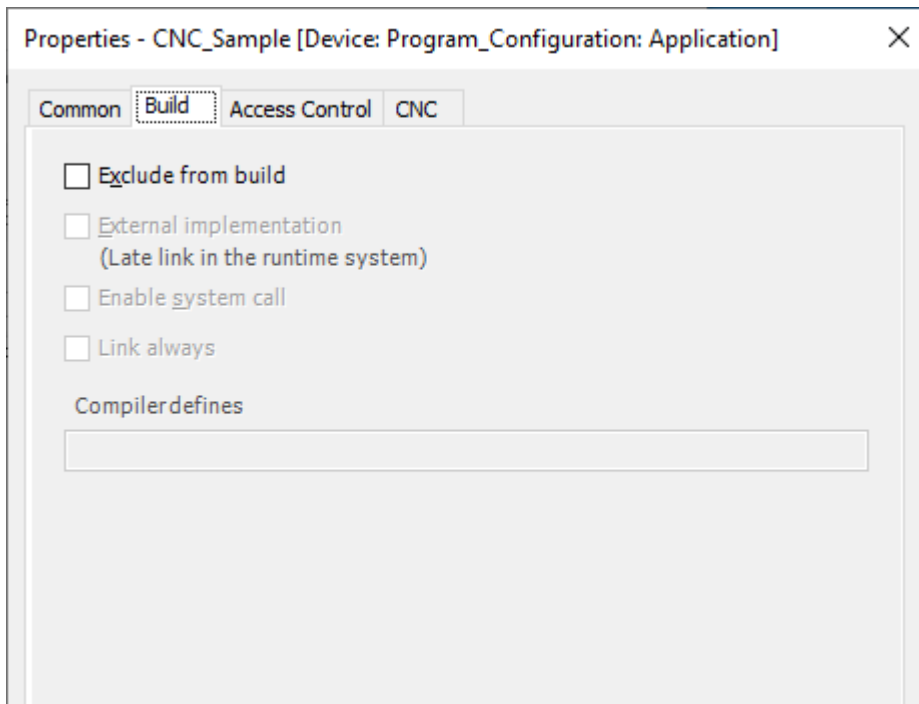 Properties - CNC_Sample [Device: Program_Configuration: Application]
Common Build Access Control CNC
Exclude from build
External implementation
(Late link in the runtime system)
Enable system call
Link always
Compilerdefines